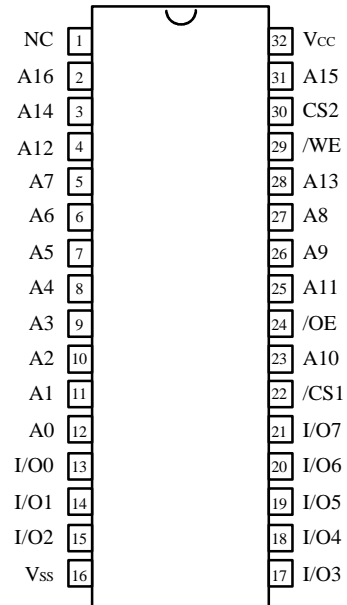 NC 1 32 Vcc
A16 2 31 A15
A14 3 30 CS2
A12 4 29 /WE
A7 5 28 A13
A6 6 27 A8
A5 7 26 A9
A4 8 25 A11
A3 9 24 /OE
A2 10 23 A10
A1 11 22 /CS1
A0 12 21 I/O7
I/O0 13 20 I/O6
I/O1 14 19 I/O5
I/O2 15 18 I/O4
Vss 16 17 I/O3